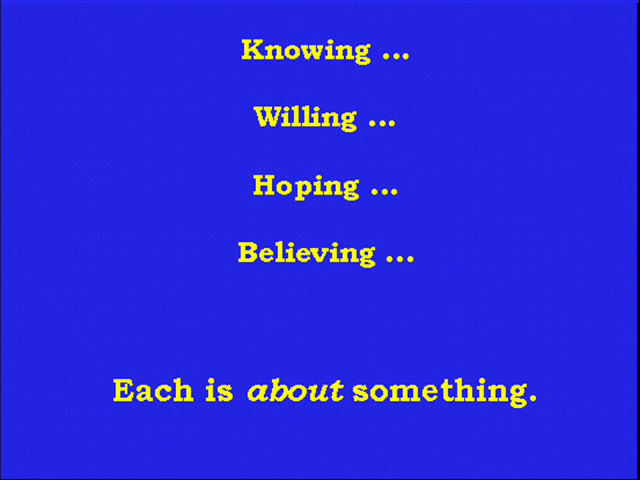 Knowing ...
Willing ...
Hoping ...
Believing ...
Each is about something.